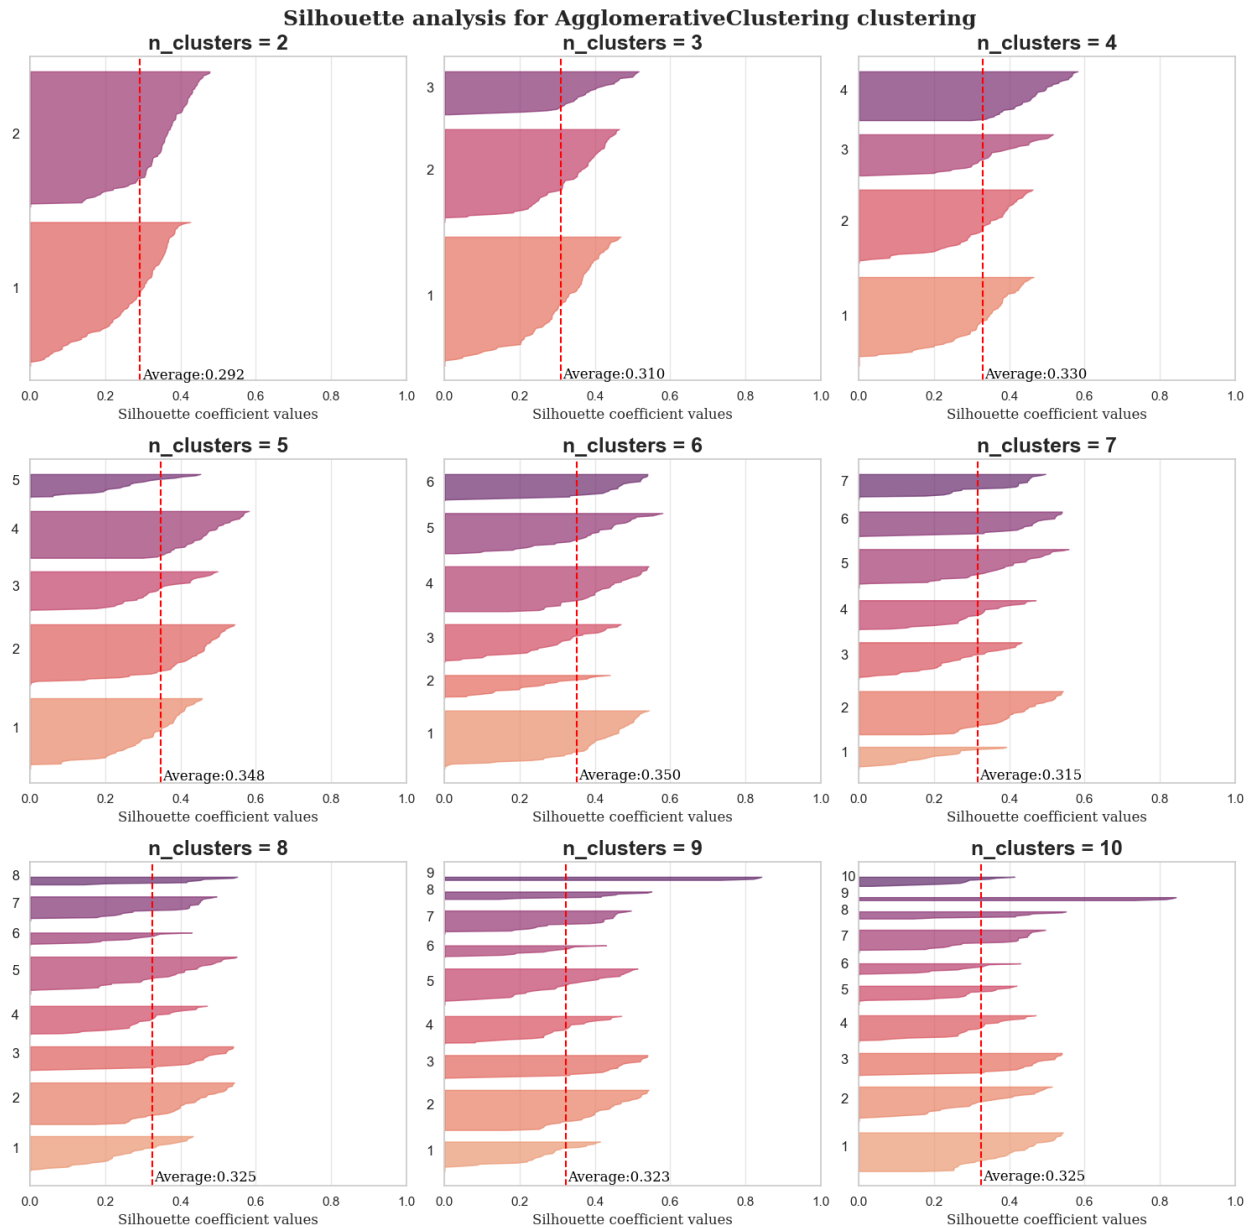 Silhouette analysis for AgglomerativeClustering clustering
n_clusters = 2
2
1
Average:0.292
0.0 0.2 0.4 0.6 0.8 1.0
Silhouette coefficient values
n_clusters = 3
3
2
1
Average:0.310
0.0 0.2 0.4 0.6 0.8 1.0
Silhouette coefficient values
n_clusters = 4
4
3
2
1
Average:0.330
0.0 0.2 0.4 0.6 0.8 1.0
Silhouette coefficient values
n_clusters = 5
5
4
3
2
1
Average:0.348
0.0 0.2 0.4 0.6 0.8 1.0
Silhouette coefficient values
n_clusters = 6
6
5
4
3
2
1
Average:0.350
0.0 0.2 0.4 0.6 0.8 1.0
Silhouette coefficient values
n_clusters = 7
7
6
5
4
3
2
1
Average:0.315
0.0 0.2 0.4 0.6 0.8 1.0
Silhouette coefficient values
n_clusters = 8
8
7
6
5
4
3
2
1
Average:0.325
0.0 0.2 0.4 0.6 0.8 1.0
Silhouette coefficient values
n_clusters = 9
9
8
7
6
5
4
3
2
1
Average:0.323
0.0 0.2 0.4 0.6 0.8 1.0
Silhouette coefficient values
n_clusters = 10
10
9
8
7
6
5
4
3
2
1
Average:0.325
0.0 0.2 0.4 0.6 0.8 1.0
Silhouette coefficient values